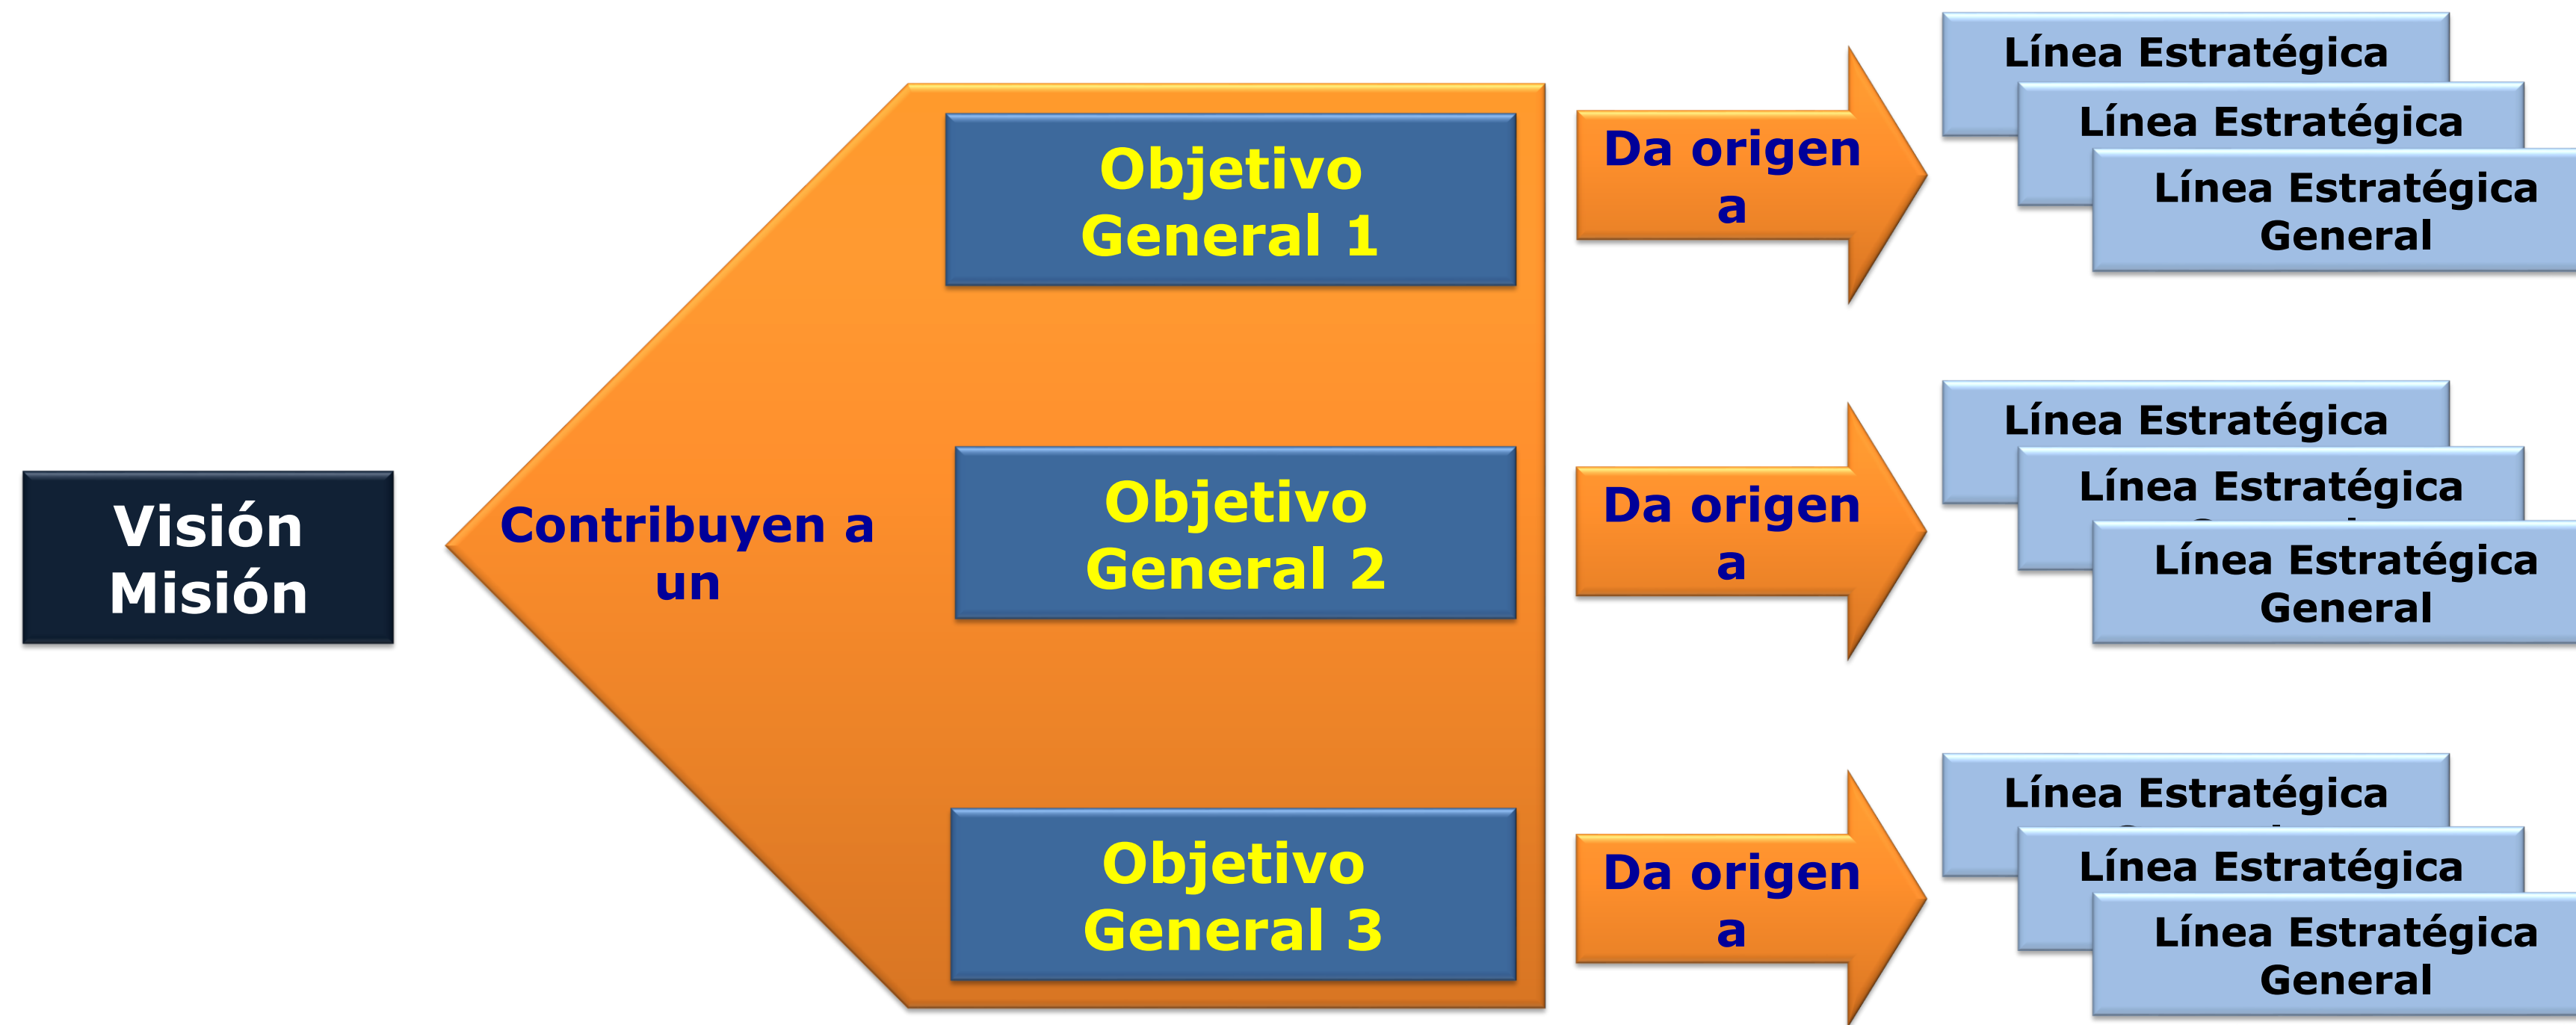 Visión
Misión
Contribuyen a
un
Objetivo
General 1
Da origen
a
Línea Estratégica
Línea Estratégica
Línea Estratégica
General
Objetivo
General 2
Da origen
a
Línea Estratégica
Línea Estratégica
Línea Estratégica
General
Objetivo
General 3
Da origen
a
Línea Estratégica
Línea Estratégica
Línea Estratégica
General